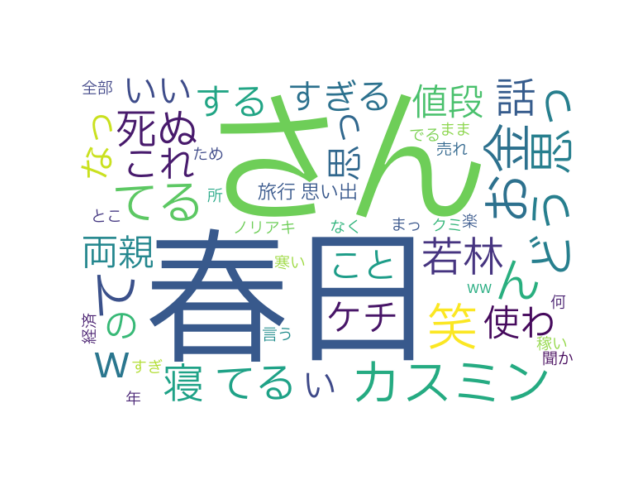 全部
いい
する
すぎる
値段
話
なっ
死ぬ
これ
ため
さん
思っ
でる
まま
売れ
お金
思っ
てる
所
旅行
思い出
どう
とこ
ノリアキ
なく
まっ
クミ
楽
両親
春日
寒い
こと
若林
ん
て
ww
何
経済
の
言う
ケチ
笑
使わ
稼い
w
すぎ
寝
てる
い
カスミン
聞か
年